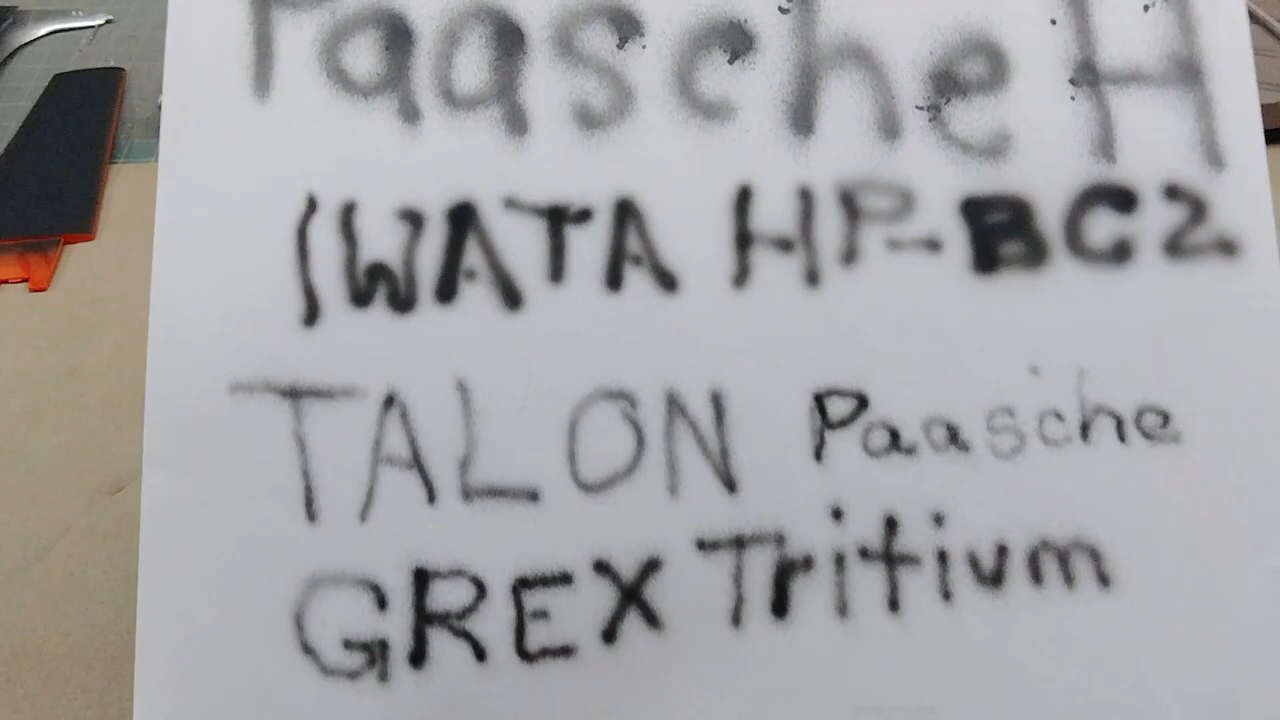 Paasche H
IWATA HP-BC2
TALON Paasche
GREX Tritium